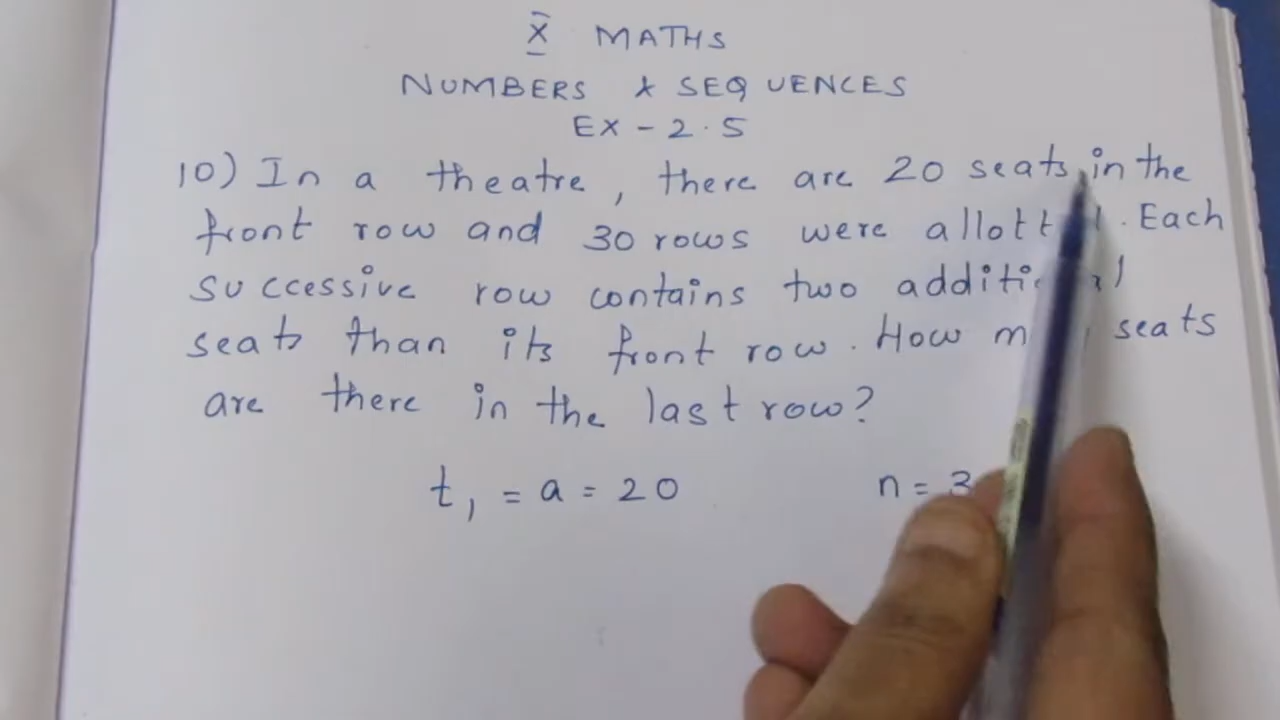 X MATHS
NUMBERS & SEQUENCES
EX - 2.5
10) In a theatre, there are 20 seats in the
front row and 30 rows were . Each
successive row contains two
seats than its front row. How seats
are there in the last row?
t₁ = a = 20 n = 3